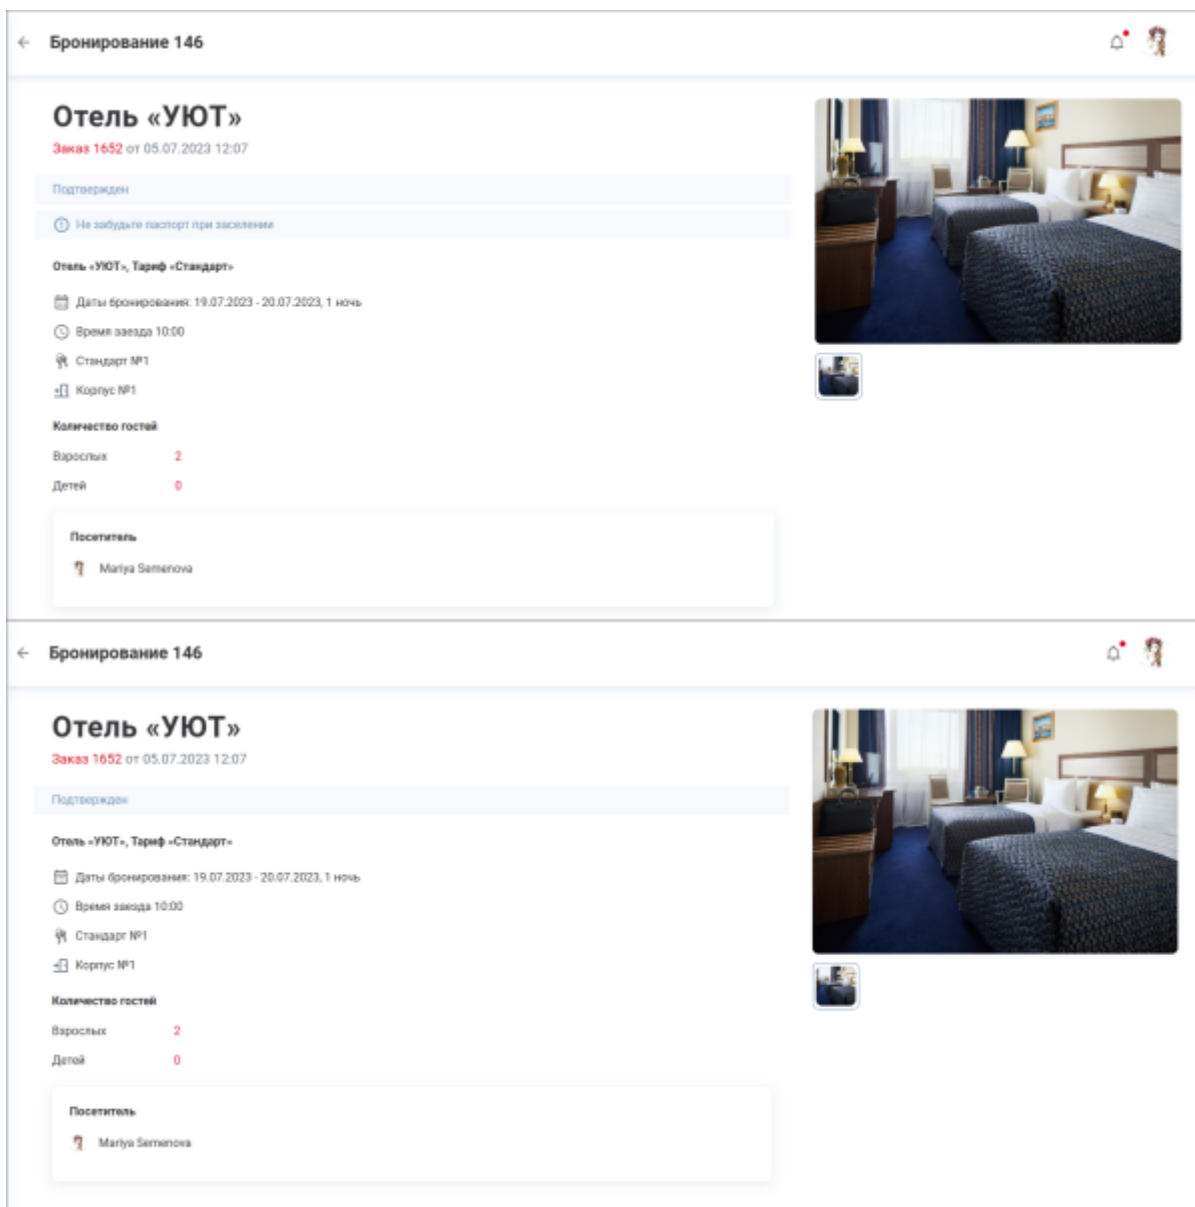 Бронирование 146
Отель «УЮТ»
Заказ 1652 от 05.07.2023 12:07
Подтвержден
Не забудьте паспорт при заселении
Отель «УЮТ», Тариф «Стандарт»
Даты бронирования: 19.07.2023 - 20.07.2023, 1 ночь
Время заезда 10:00
Стандарт №1
Корпус №1
Количество гостей
Взрослых 2
Детей 0
Посетитель
Mariya Semenova
Бронирование 146
Отель «УЮТ»
Заказ 1652 от 05.07.2023 12:07
Подтвержден
Отель «УЮТ», Тариф «Стандарт»
Даты бронирования: 19.07.2023 - 20.07.2023, 1 ночь
Время заезда 10:00
Стандарт №1
Корпус №1
Количество гостей
Взрослых 2
Детей 0
Посетитель
Mariya Semenova